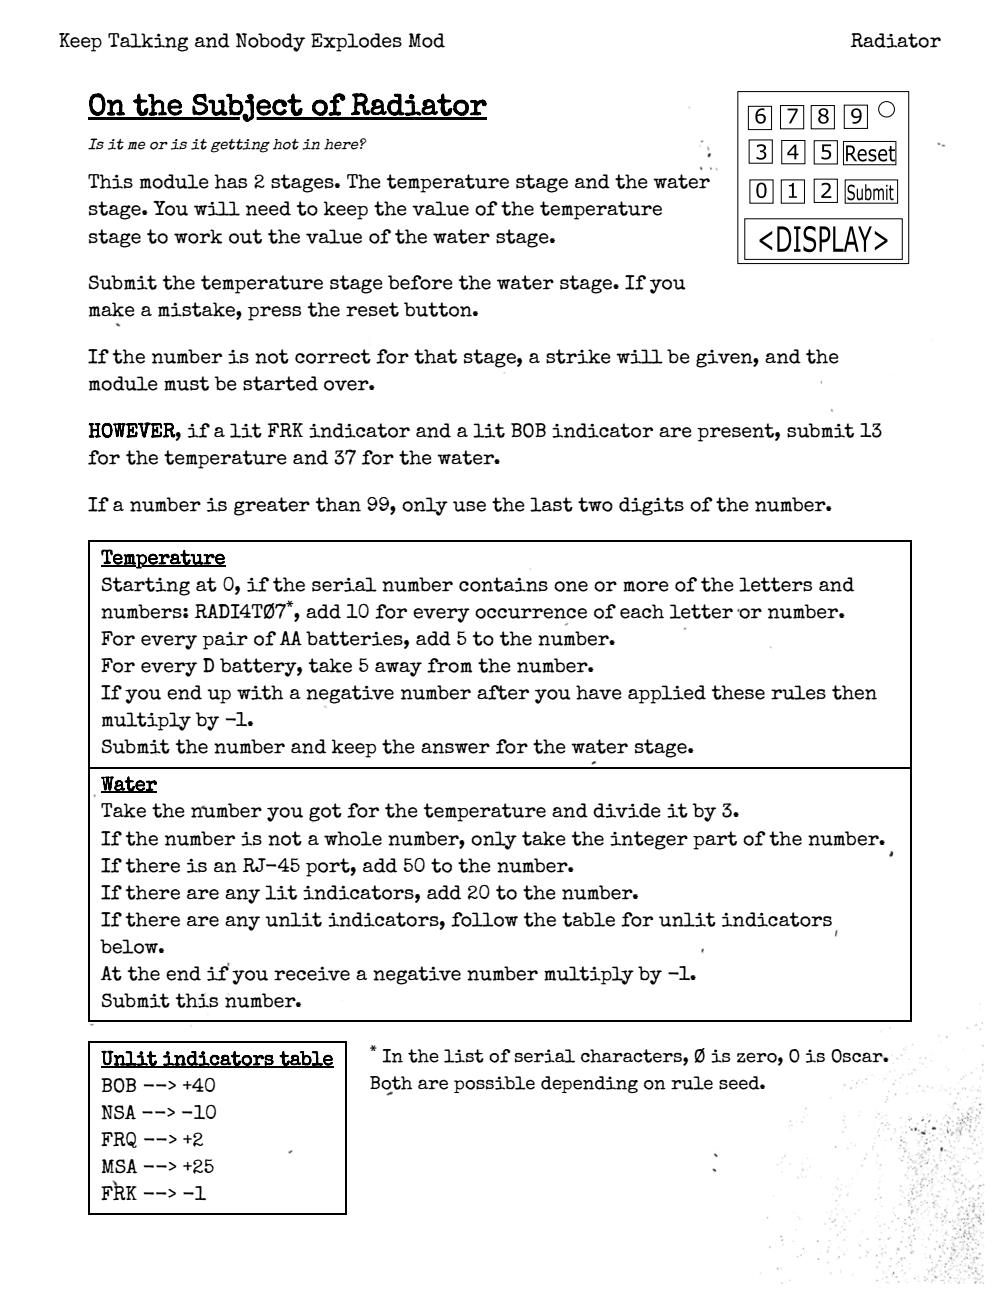 Keep Talking and Nobody Explodes Mod Radiator
On the Subject of Radiator
Is it me or is it getting hot in here?
6 7 8 9
3 4 5 Reset
0 1 2 Submit
<DISPLAY>
This module has 2 stages. The temperature stage and the water
stage. You will need to keep the value of the temperature
stage to work out the value of the water stage.
Submit the temperature stage before the water stage. If you
make a mistake, press the reset button.
If the number is not correct for that stage, a strike will be given, and the
module must be started over.
HOWEVER, if a lit FRK indicator and a lit BOB indicator are present, submit 13
for the temperature and 37 for the water.
If a number is greater than 99, only use the last two digits of the number.
Temperature
Starting at 0, if the serial number contains one or more of the letters and
numbers: RADI4TØ7*, add 10 for every occurrence of each letter or number.
For every pair of AA batteries, add 5 to the number.
For every D battery, take 5 away from the number.
If you end up with a negative number after you have applied these rules then
multiply by -1.
Submit the number and keep the answer for the water stage.
Water
Take the number you got for the temperature and divide it by 3.
If the number is not a whole number, only take the integer part of the number.
If there is an RJ-45 port, add 50 to the number.
If there are any lit indicators, add 20 to the number.
If there are any unlit indicators, follow the table for unlit indicators
below.
At the end if you receive a negative number multiply by -1.
Submit this number.
Unlit indicators table
BOB --> +40
NSA --> -10
FRQ --> +2
MSA --> +25
FRK --> -1
* In the list of serial characters, Ø is zero, O is Oscar.
Both are possible depending on rule seed.